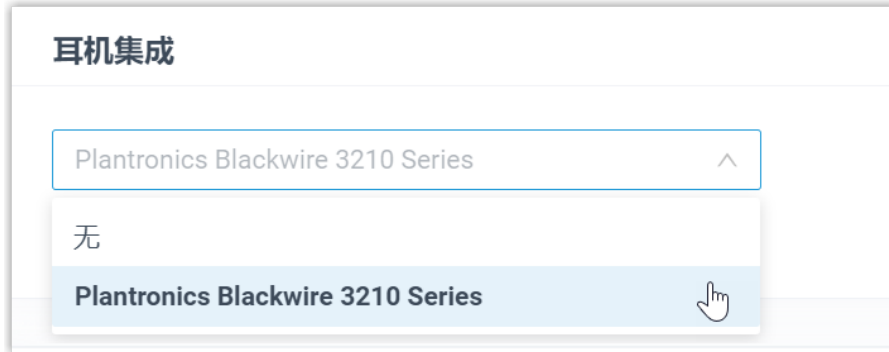 耳机集成
Plantronics Blackwire 3210 Series
无
Plantronics Blackwire 3210 Series